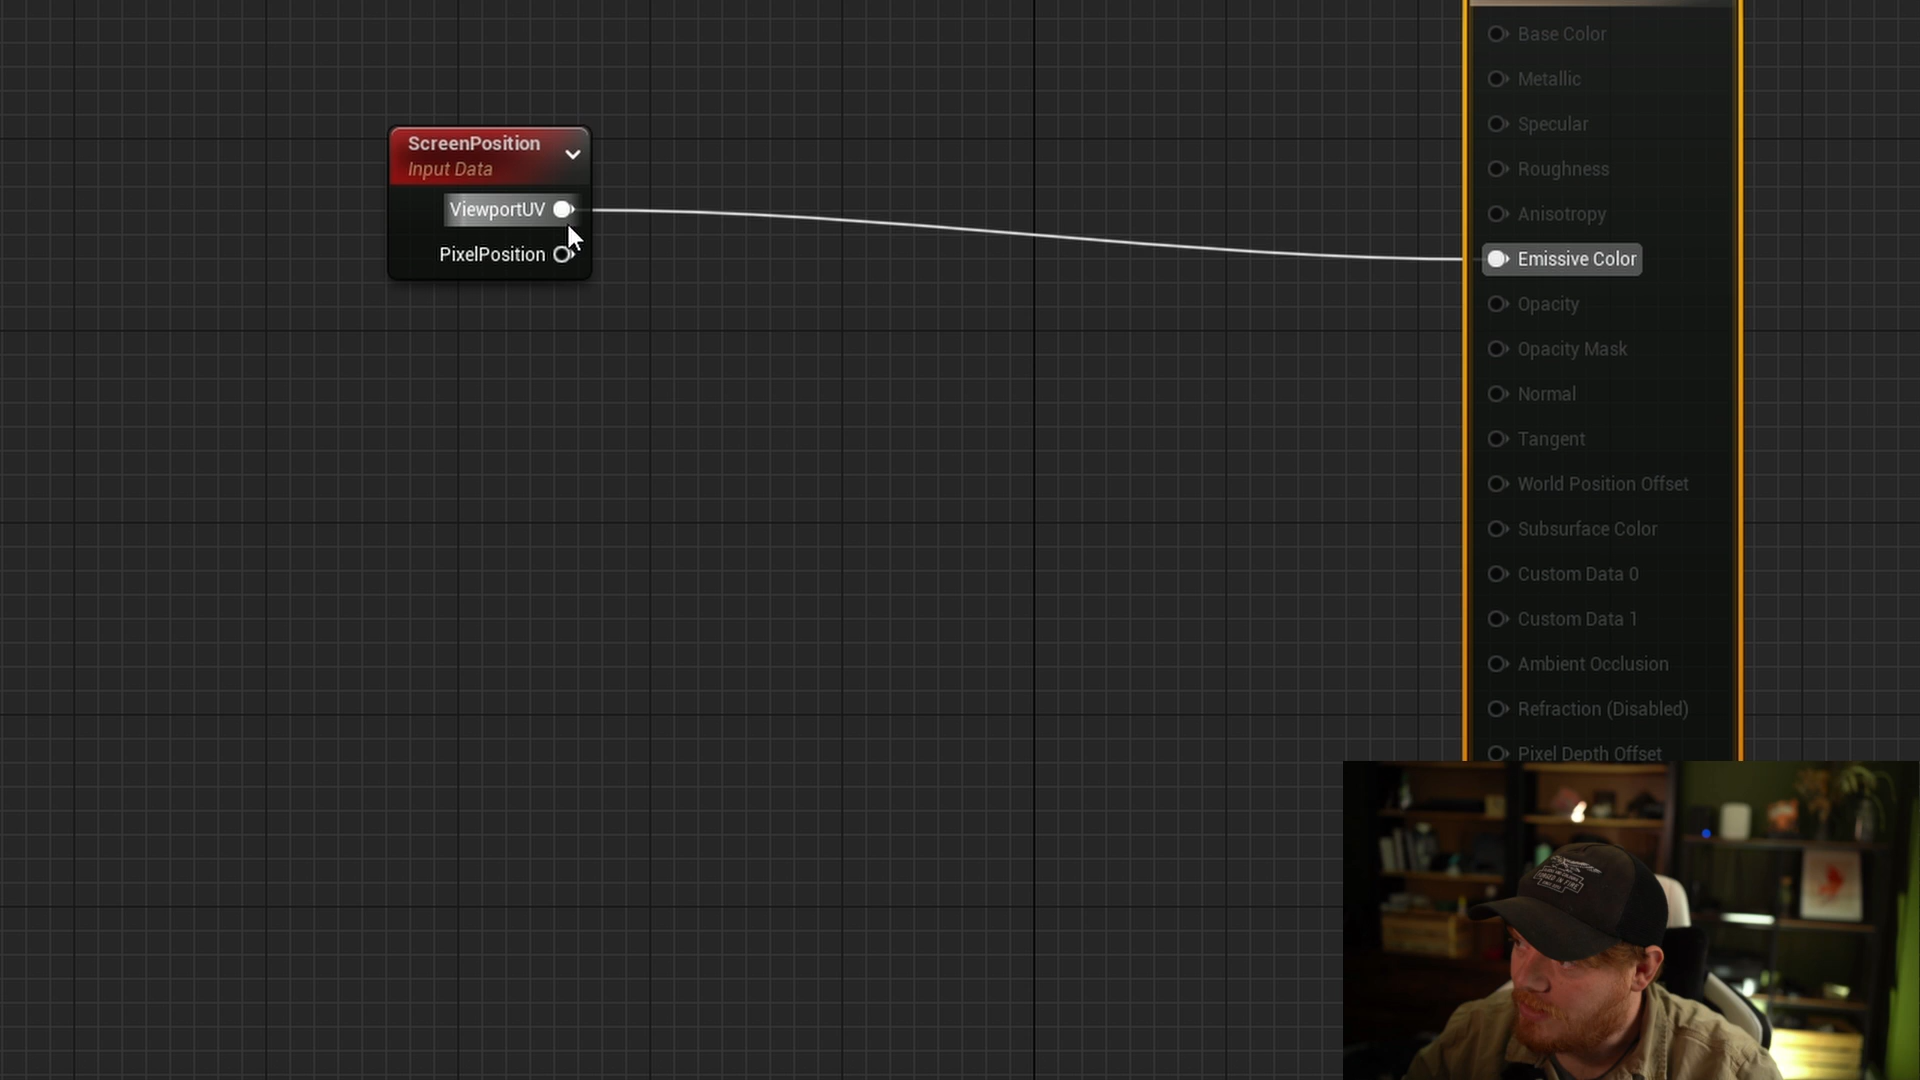 ScreenPosition
Input Data
ViewportUV
PixelPosition
Base Color
Metallic
Specular
Roughness
Anisotropy
Emissive Color
Opacity
Opacity Mask
Normal
Tangent
World Position Offset
Subsurface Color
Custom Data 0
Custom Data 1
Ambient Occlusion
Refraction (Disabled)
Pixel Depth Offset